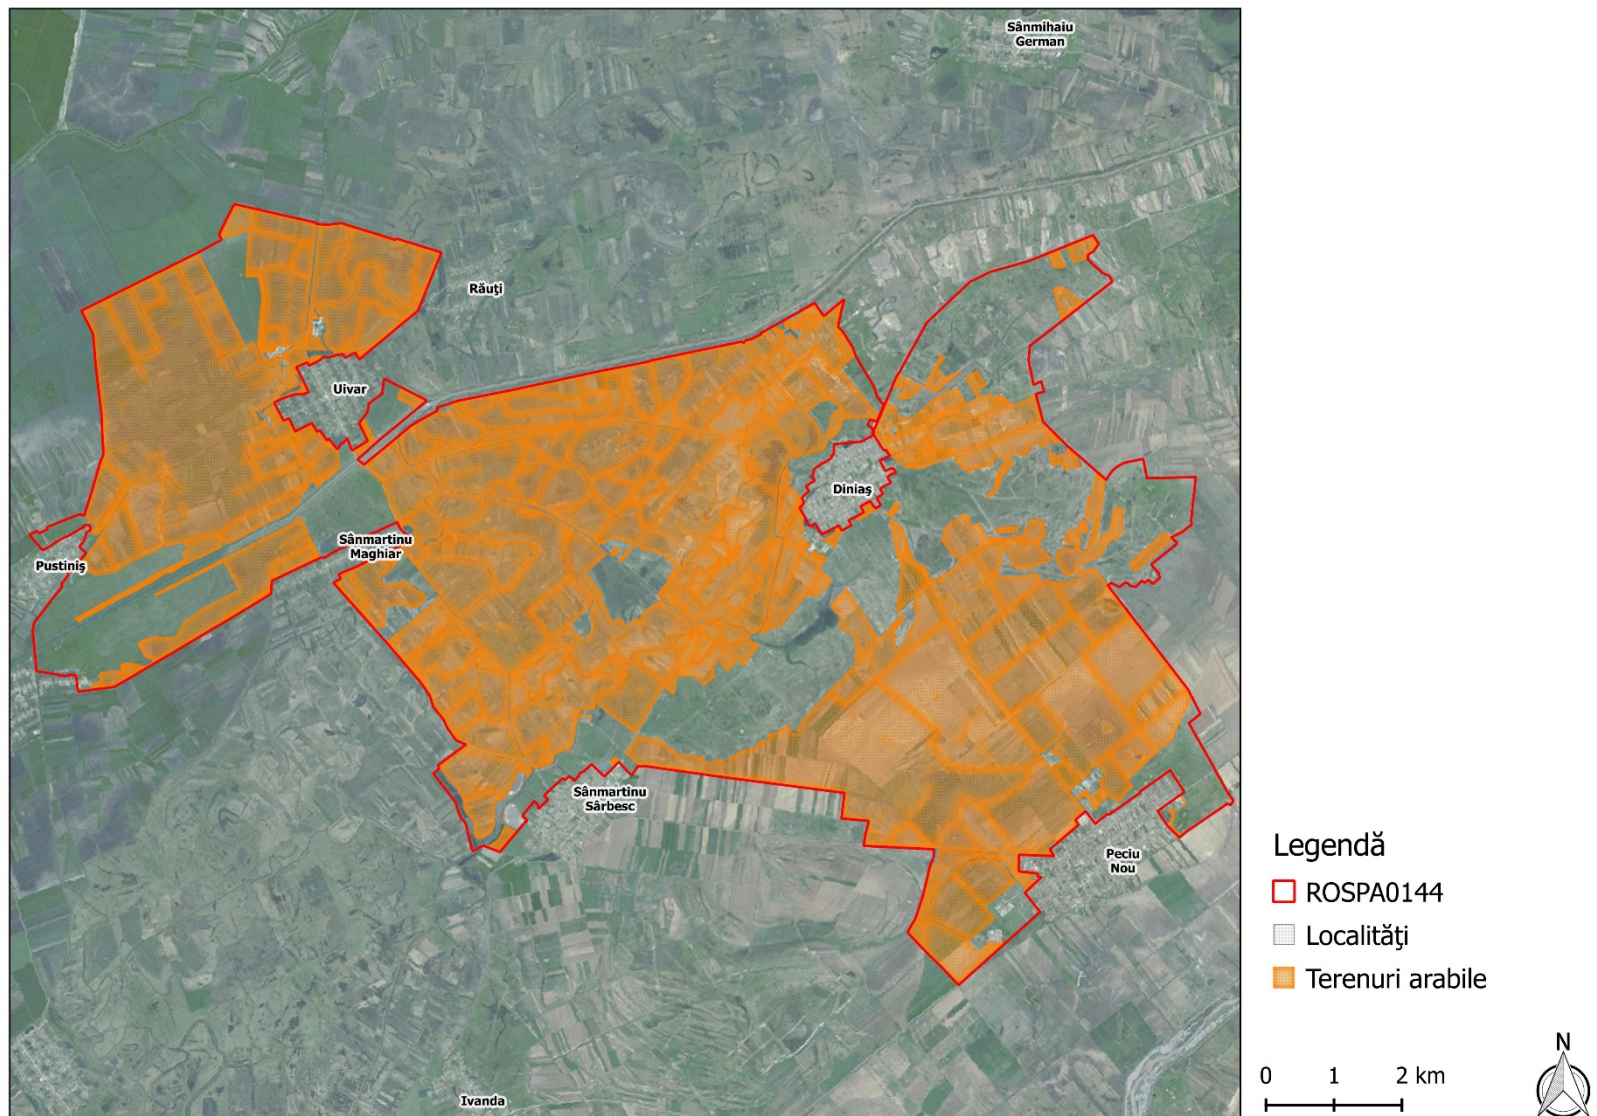 Sânmihaiu
German
Răuţi
Uivar
Diniaş
Sânmartinu
Maghiar
Pustiniş
Sânmartinu
Sârbesc
Peciu
Nou
Ivanda
Legendă
ROSPA0144
Localităţi
Terenuri arabile
N
0 1 2 km